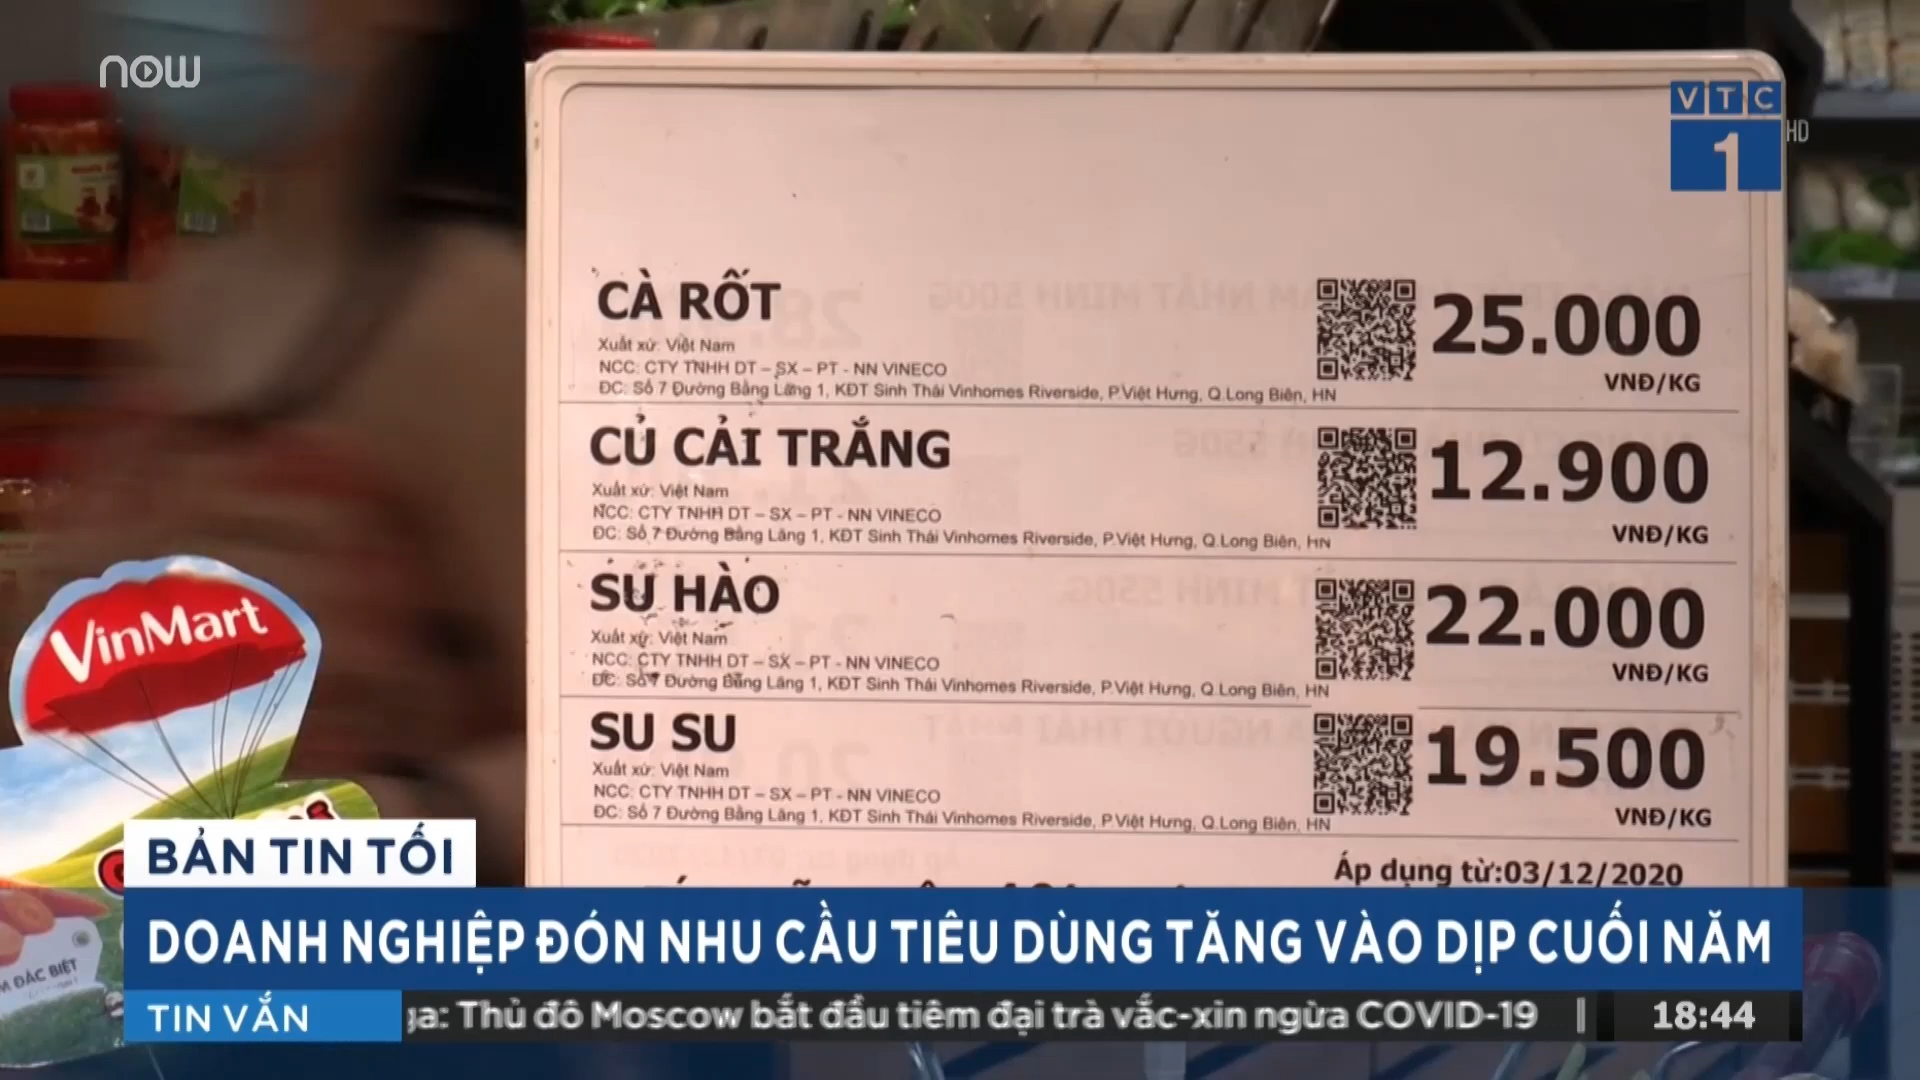 now
VTC
1
HD
CÀ RỐT
25.000
Xuất xứ: Việt Nam
VNĐ/KG
NCC: CTY TNHH DT – SX – PT - NN VINECO
ĐC: Số 7 Đường Bằng Lăng 1, KĐT Sinh Thái Vinhomes Riverside, P.Việt Hưng, Q.Long Biên, HN
CỦ CẢI TRẮNG
12.900
Xuất xứ: Việt Nam
VNĐ/KG
NCC: CTY TNHH DT – SX – PT - NN VINECO
ĐC: Số 7 Đường Bằng Lăng 1, KĐT Sinh Thái Vinhomes Riverside, P.Việt Hưng, Q.Long Biên, HN
SU HÀO
22.000
Xuất xứ: Việt Nam
VNĐ/KG
NCC: CTY TNHH DT – SX – PT - NN VINECO
ĐC: Số 7 Đường Bằng Lăng 1, KĐT Sinh Thái Vinhomes Riverside, P.Việt Hưng, Q.Long Biên, HN
SU SU
19.500
Xuất xứ: Việt Nam
VNĐ/KG
NCC: CTY TNHH DT – SX – PT - NN VINECO
ĐC: Số 7 Đường Bằng Lăng 1, KĐT Sinh Thái Vinhomes Riverside, P.Việt Hưng, Q.Long Biên, HN
Áp dụng từ:03/12/2020
VinMart
ĐẶC BIỆT
BẢN TIN TỐI
DOANH NGHIỆP ĐÓN NHU CẦU TIÊU DÙNG TĂNG VÀO DỊP CUỐI NĂM
TIN VẮN
ga: Thủ đô Moscow bắt đầu tiêm đại trà vắc-xin ngừa COVID-19 |
18:44